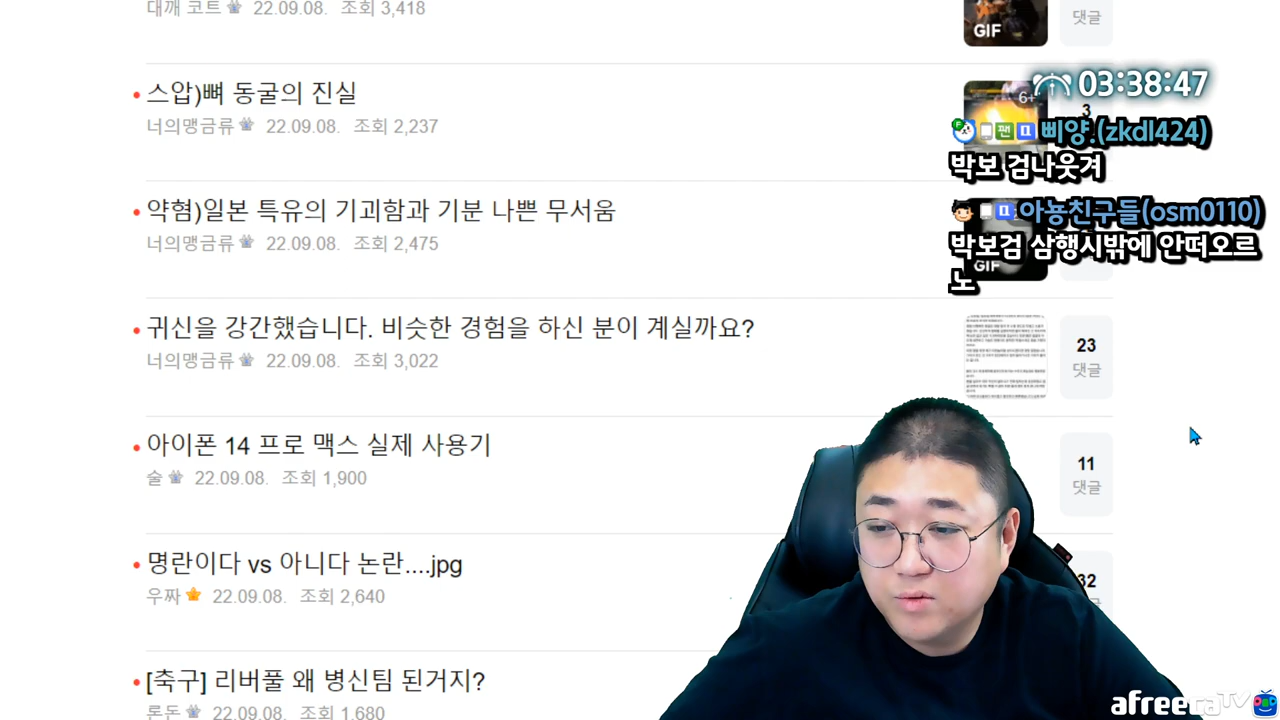 대깨 코트 22.09.08. 조회 3,418
GIF
댓글
스압)뼈 동굴의 진실
너의맹금류 22.09.08. 조회 2,237
6+
3
03:38:47
팬
삐양.(zkdl424)
박보 검나웃겨
약혐)일본 특유의 기괴함과 기분 나쁜 무서움
너의맹금류 22.09.08. 조회 2,475
GIF
아뇽친구들(osm0110)
박보검 삼행시밖에 안떠오르
노
귀신을 강간했습니다. 비슷한 경험을 하신 분이 계실까요?
너의맹금류 22.09.08. 조회 3,022
23
댓글
아이폰 14 프로 맥스 실제 사용기
술 22.09.08. 조회 1,900
11
댓글
명란이다 vs 아니다 논란....jpg
우짜 22.09.08. 조회 2,640
32
[축구] 리버풀 왜 병신팀 된거지?
론돈 22.09.08. 조회 1,680
afreecaTV